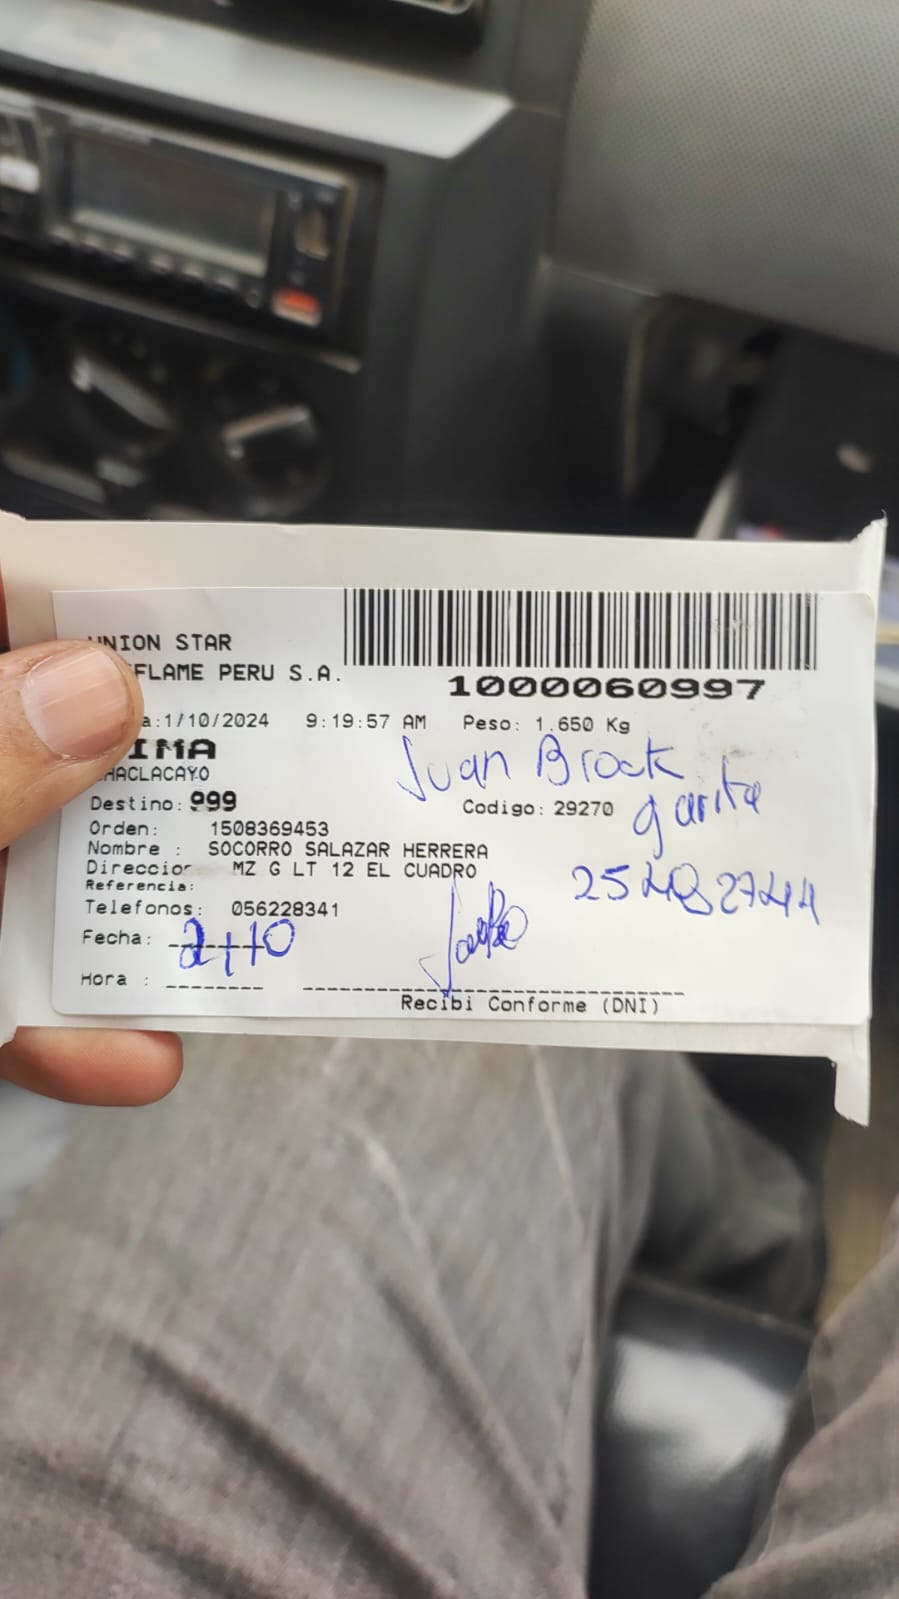 UNION STAR
FLAME PERU S.A.
1000060997
a:1/10/2024 9:19:57 AM Peso: 1.650 Kg
IMA
HACLACAYO
Juan Brock
garita
Destino: 999 Codigo: 29270
Orden: 1508369453
Nombre : SOCORRO SALAZAR HERRERA
Direccion MZ G LT 12 EL CUADRO
Referencia:
Telefonos: 056228341
Fecha: 2/10
Hora :
Recibi Conforme (DNI)